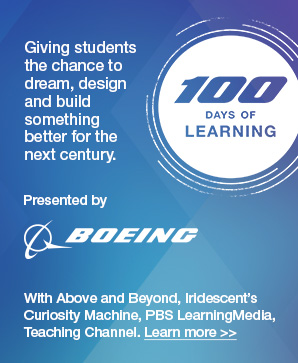 Giving students
the chance to
dream, design
and build
something
better for the
next century.
100
DAYS OF
LEARNING
Presented by
BOEING
With Above and Beyond, Iridescent's
Curiosity Machine, PBS LearningMedia,
Teaching Channel. Learn more >>